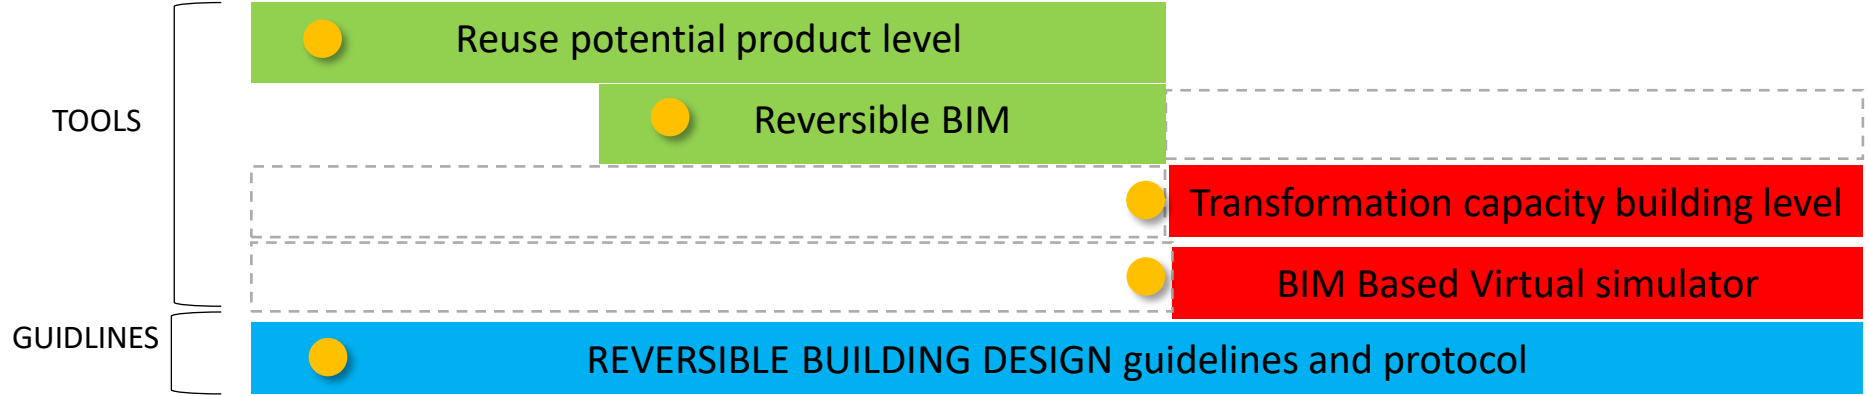 Reuse potential product level
TOOLS
Reversible BIM
Transformation capacity building level
BIM Based Virtual simulator
GUIDLINES
REVERSIBLE BUILDING DESIGN guidelines and protocol